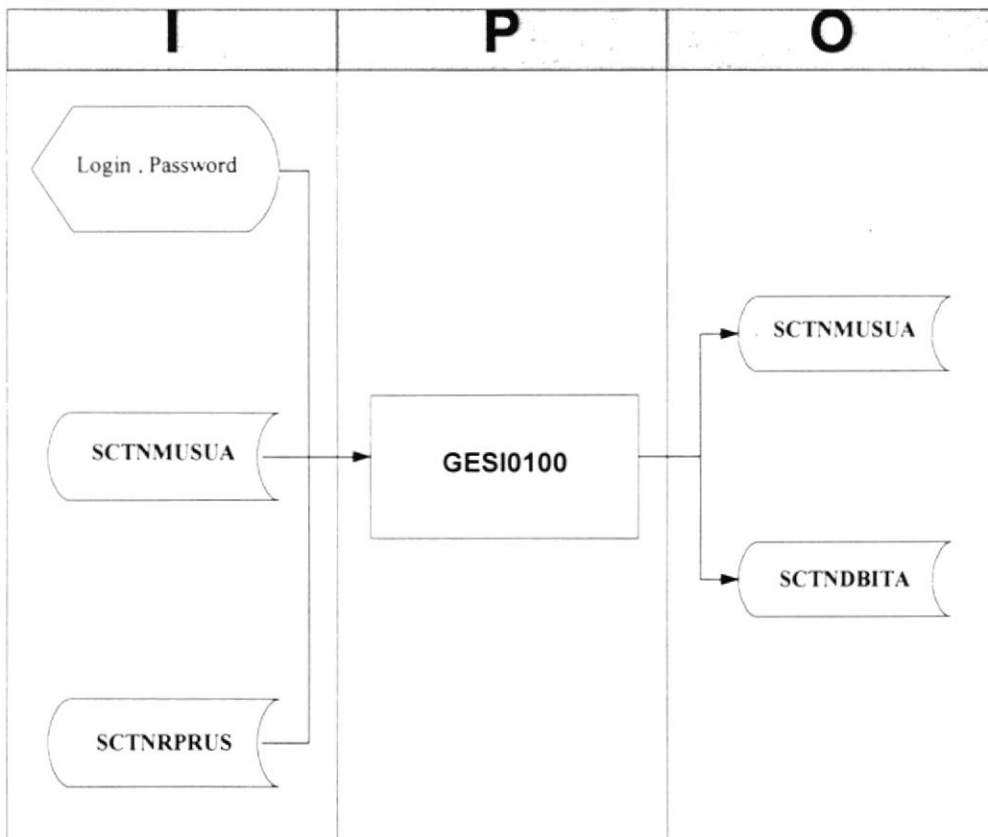 I P O
Login . Password
SCTNMUSUA
SCTNMUSUA
GESI0100
SCTNDBITA
SCTNRPRUS